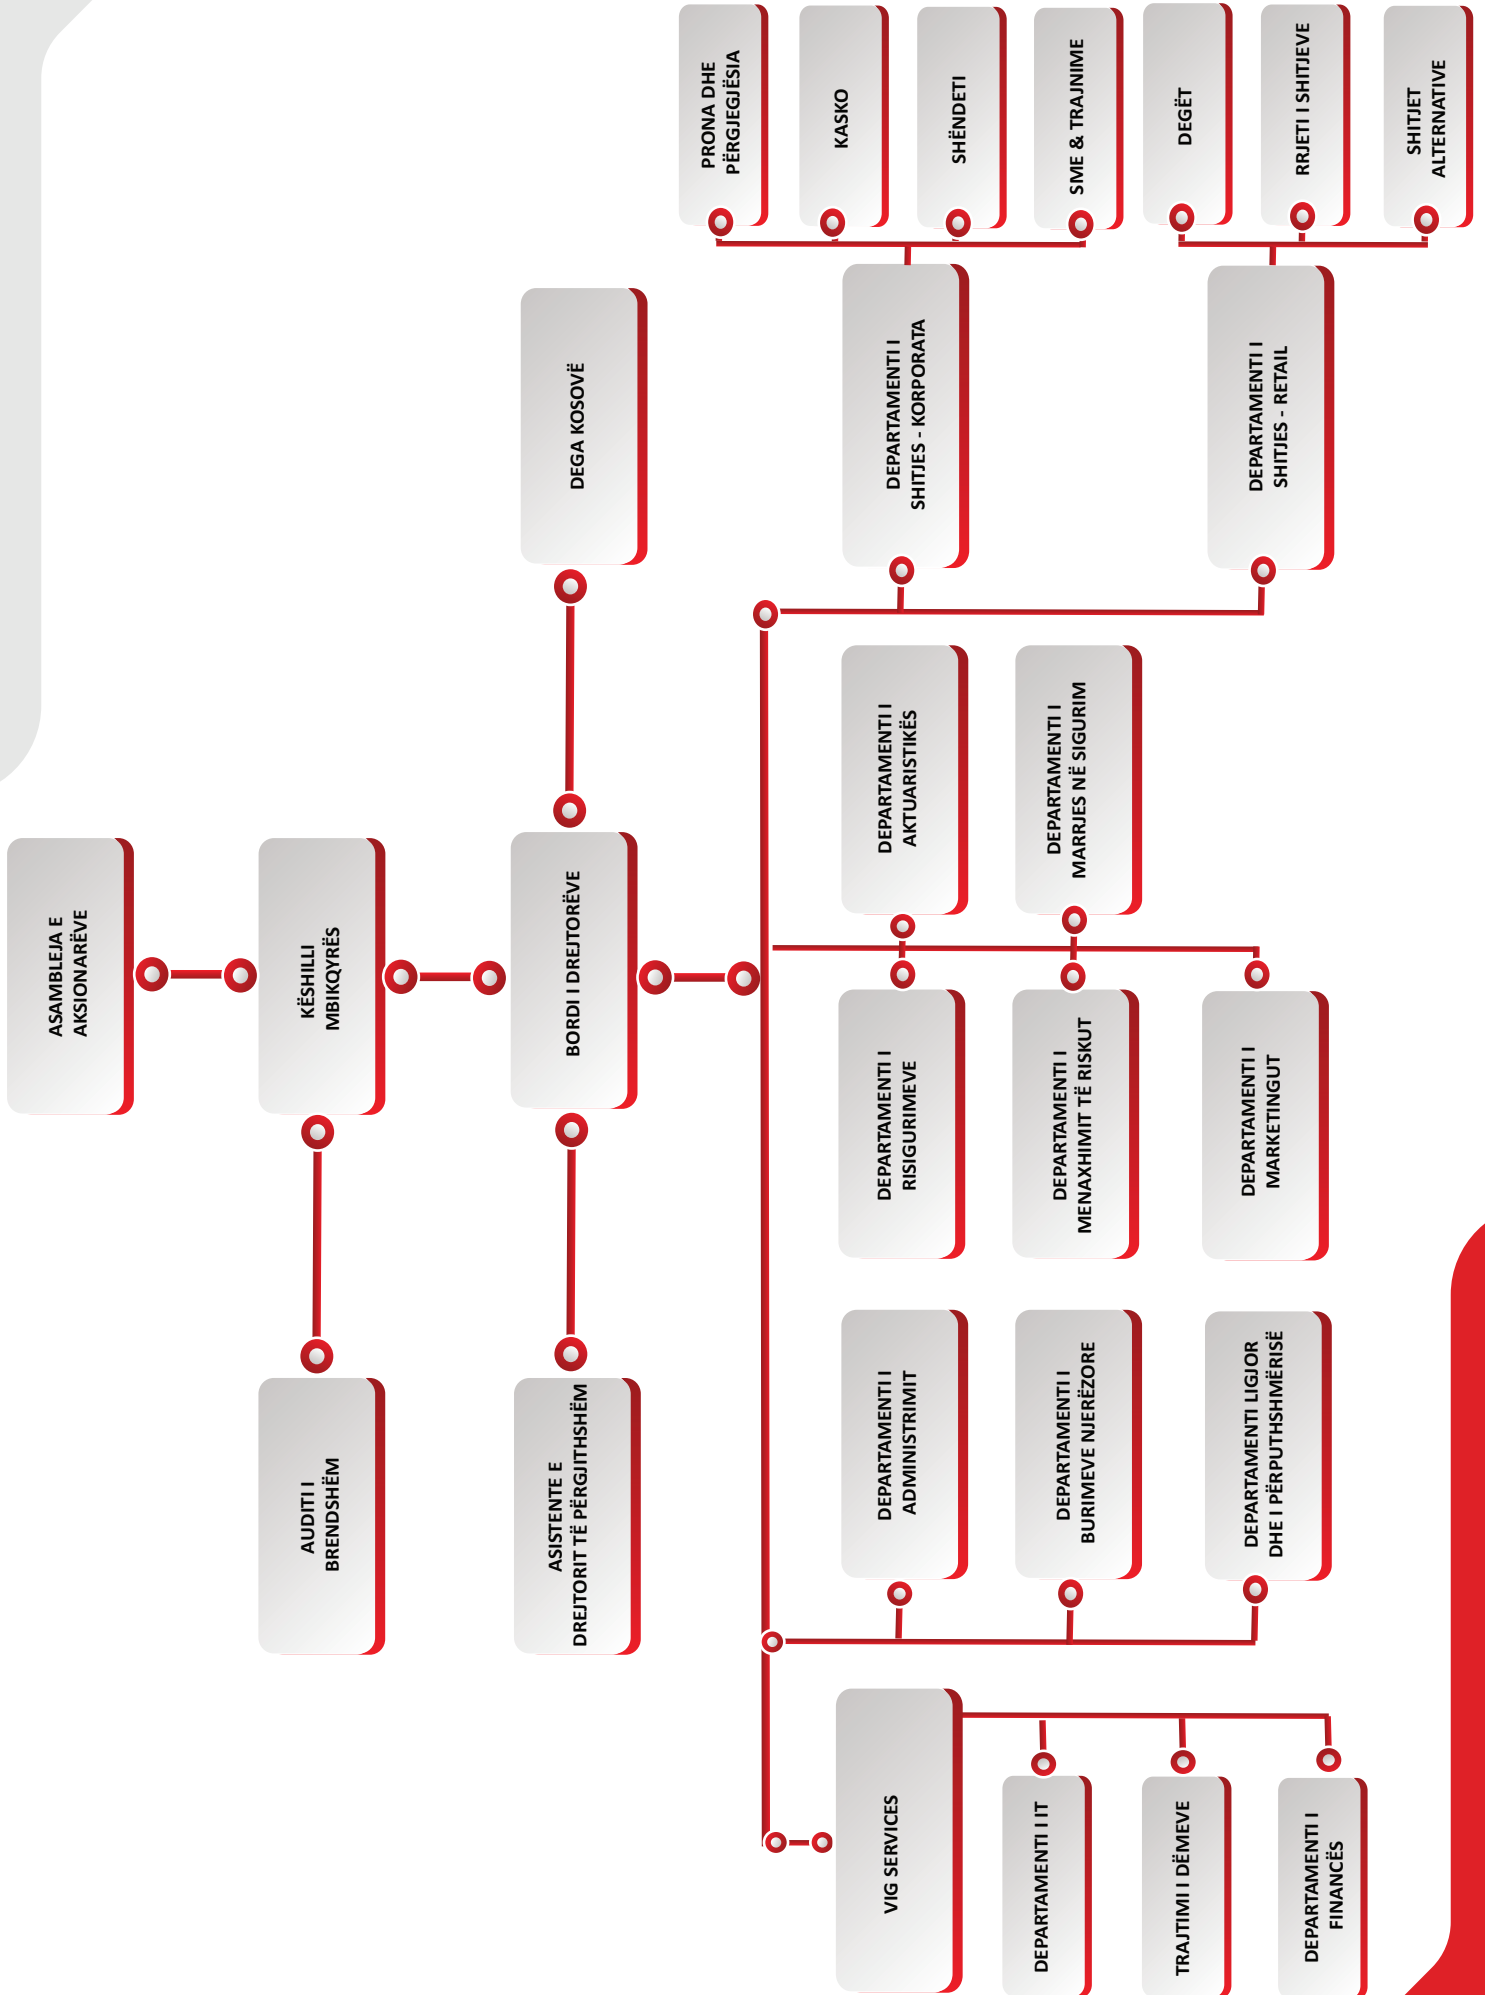 ASAMBLEJA E
AKSIONARËVE
AUDITI I
BRENDSHËM
KËSHILLI
MBIKQYRËS
ASISTENTE E
DREJTORIT TË PËRGJITHSHËM
BORDI I DREJTORËVE
DEGA KOSOVË
VIG SERVICES
DEPARTAMENTI I IT
TRAJTIMI I DËMEVE
DEPARTAMENTI I
FINANCËS
DEPARTAMENTI I
ADMINISTRIMIT
DEPARTAMENTI I
BURIMEVE NJERËZORE
DEPARTAMENTI LIGJOR
DHE I PËRPUTHSHMËRISË
DEPARTAMENTI I
RISIGURIMEVE
DEPARTAMENTI I
MENAXHIMIT TË RISKUT
DEPARTAMENTI I
MARKETINGUT
DEPARTAMENTI I
AKTUARISTIKËS
DEPARTAMENTI I
MARRJES NË SIGURIM
DEPARTAMENTI I
SHITJES - KORPORATA
PRONA DHE
PËRGJEGJËSIA
KASKO
SHËNDETI
SME & TRAJNIME
DEPARTAMENTI I
SHITJES - RETAIL
DEGËT
RRJETI I SHITJEVE
SHITJET
ALTERNATIVE